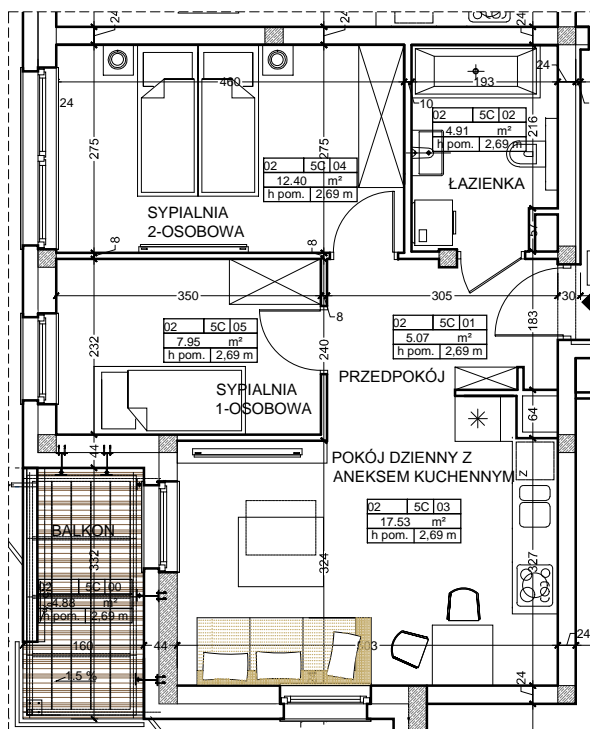 24
24
24
460
193
24
24
10
02 5C 02
4.91 m²
h pom. 2,69 m
216
275
275
02 5C 04
12.40 m²
h pom. 2,69 m
ŁAZIENKA
SYPIALNIA
2-OSOBOWA
57
8
8
350
305
30
8
02 5C 05
7.95 m²
h pom. 2,69 m
02 5C 01
5.07 m²
h pom. 2,69 m
183
232
240
PRZEDPOKÓJ
SYPIALNIA
1-OSOBOWA
64
44
POKÓJ DZIENNY Z
ANEKSEM KUCHENNYM
Z
02 5C 03
17.53 m²
h pom. 2,69 m
BALKON
332
324
327
02 5C 00
4.88 m²
h pom. 2,69 m
160
44
503
24
1.5 %
24
24